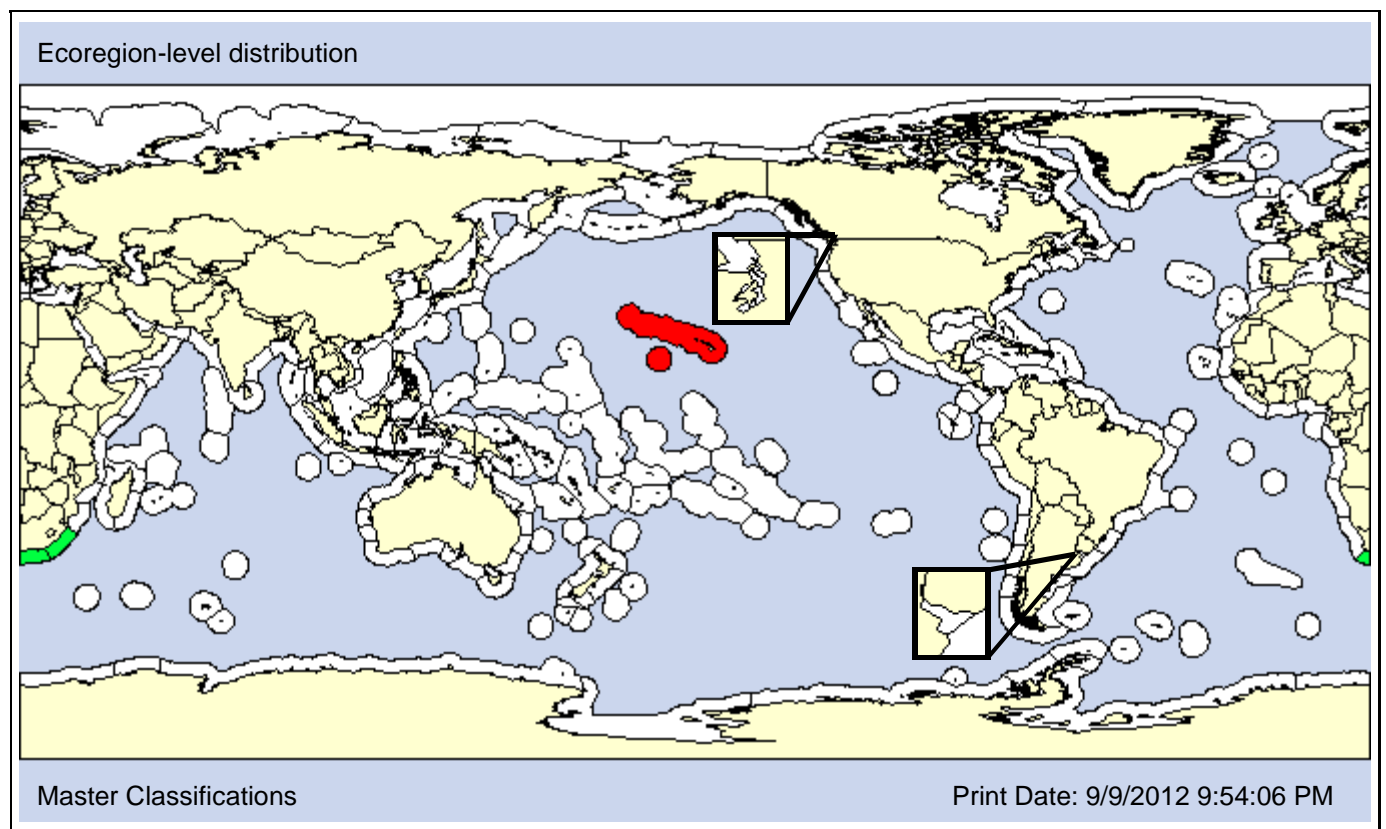 Ecoregion-level distribution
Master Classifications
Print Date: 9/9/2012 9:54:06 PM